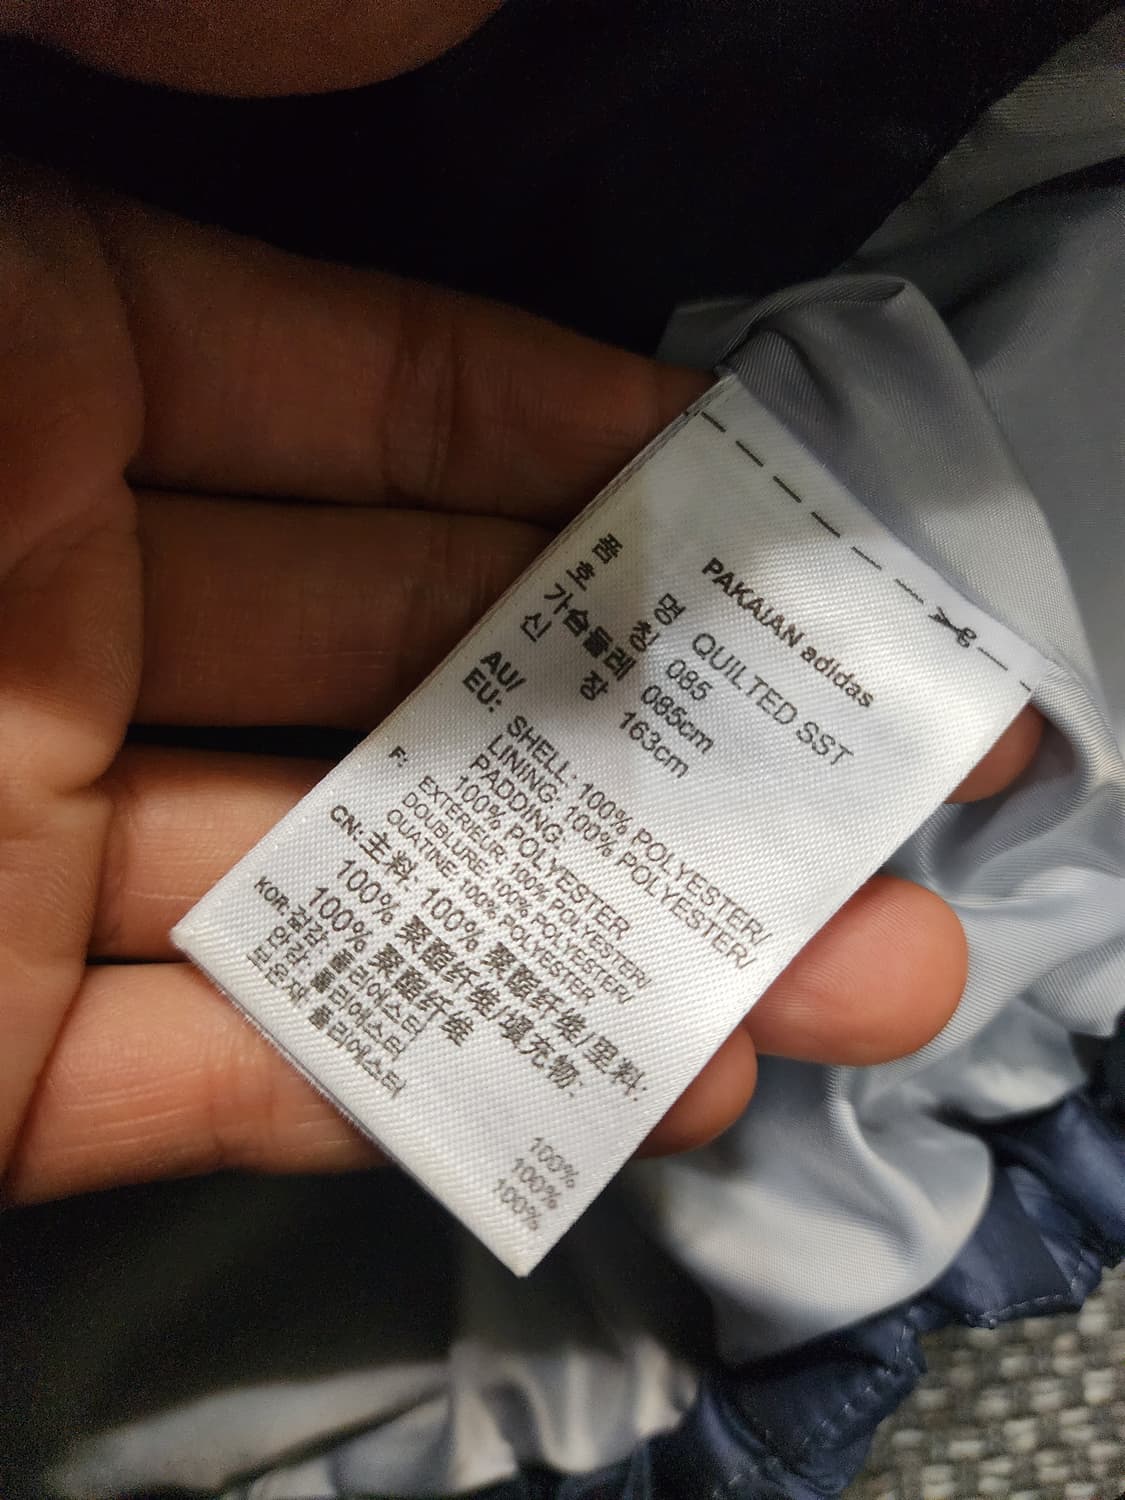 PAKAIAN adidas
품 명 QUILTED SST
호 칭 085
가슴둘레 085cm
신 장 163cm
AU/
EU: SHELL: 100% POLYESTER/
LINING: 100% POLYESTER/
PADDING:
100% POLYESTER
F: EXTERIEUR: 100% POLYESTER/
DOUBLURE: 100% POLYESTER/
OUATINE: 100% POLYESTER
CN: 主料: 100% 聚酯纤维/里料:
100% 聚酯纤维/填充物:
100% 聚酯纤维
KOR: 겉감: 폴리에스터 100%
안감: 폴리에스터 100%
보온재: 폴리에스터 100%